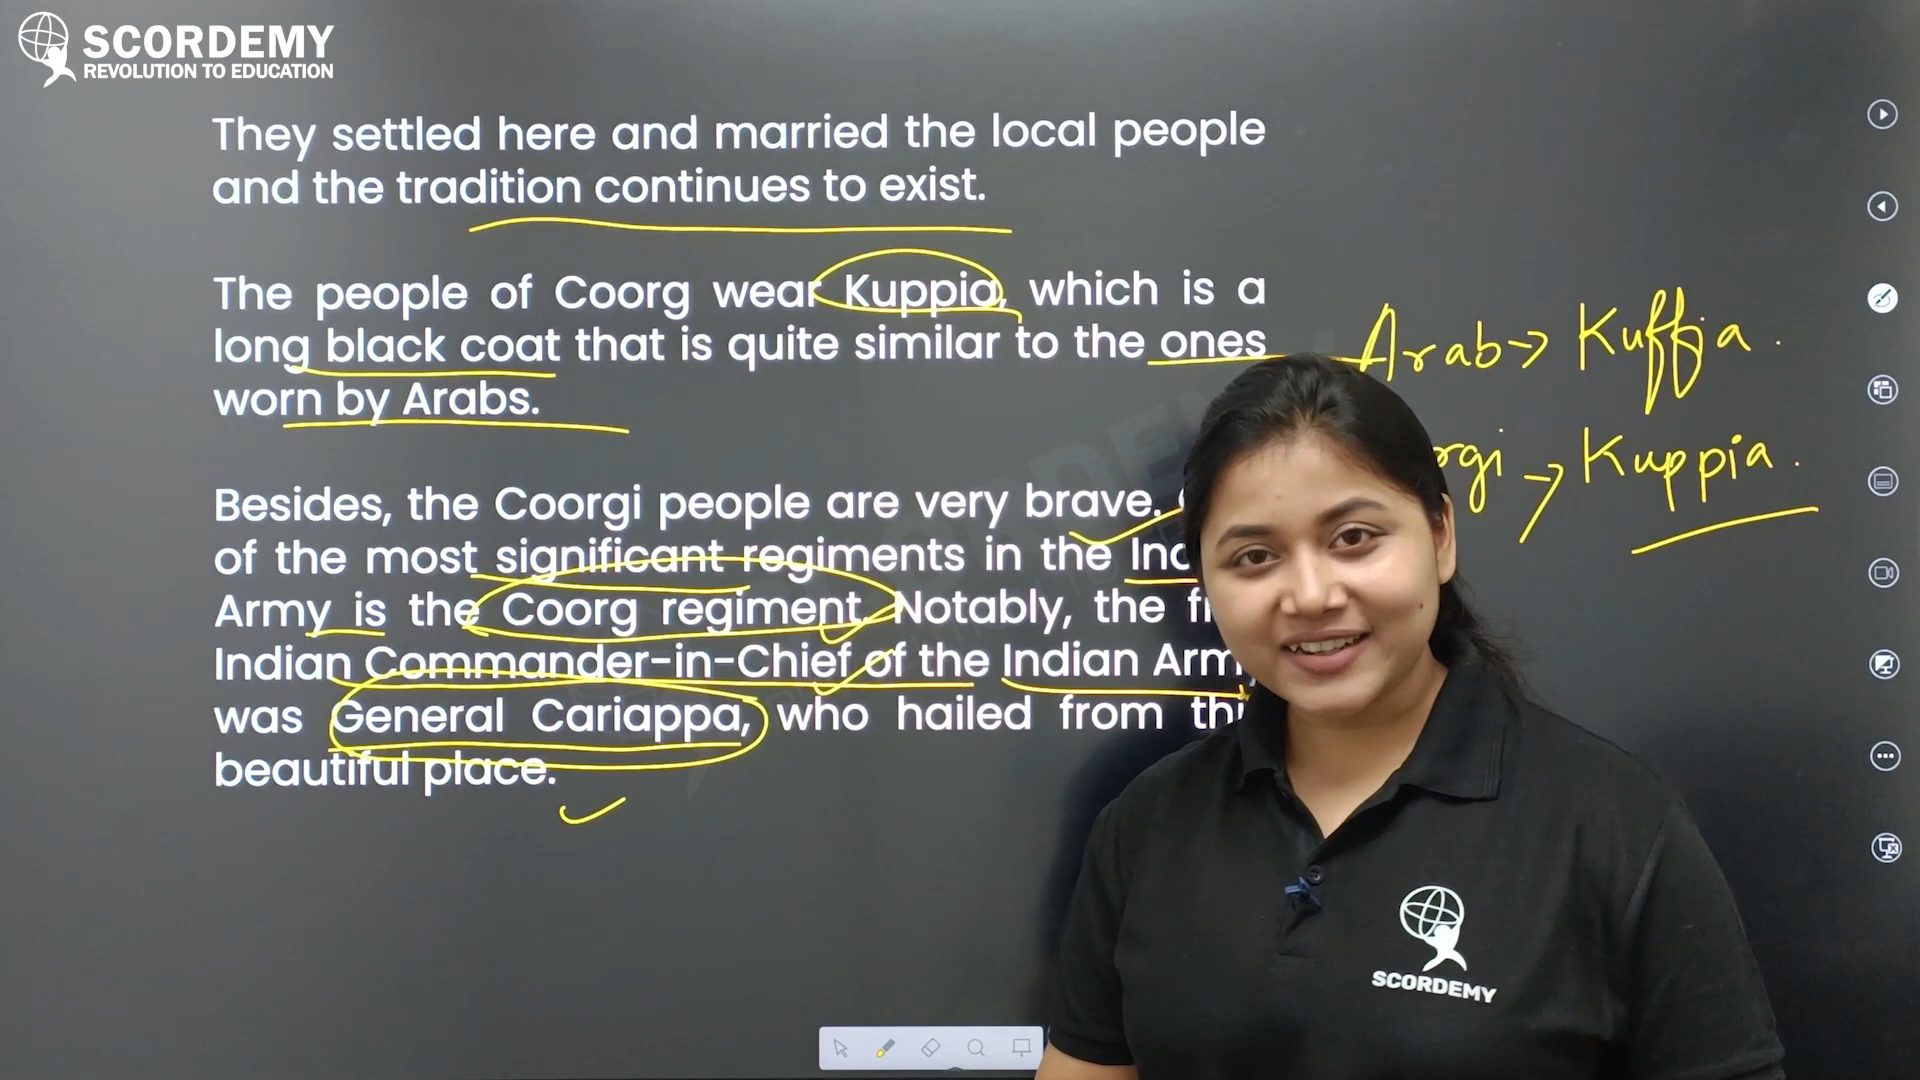 SCORDEMY
REVOLUTION TO EDUCATION
They settled here and married the local people
and the tradition continues to exist.
The people of Coorg wear Kuppia, which is a
long black coat that is quite similar to the ones
worn by Arabs.
Arab → Kuffia.
→ Kuppia.
Besides, the Coorgi people are very brave.
of the most significant regiments in the
Army is the Coorg regiment. Notably, the
Indian Commander-in-Chief of the Indian Army
was General Cariappa, who hailed from
beautiful place.
SCORDEMY